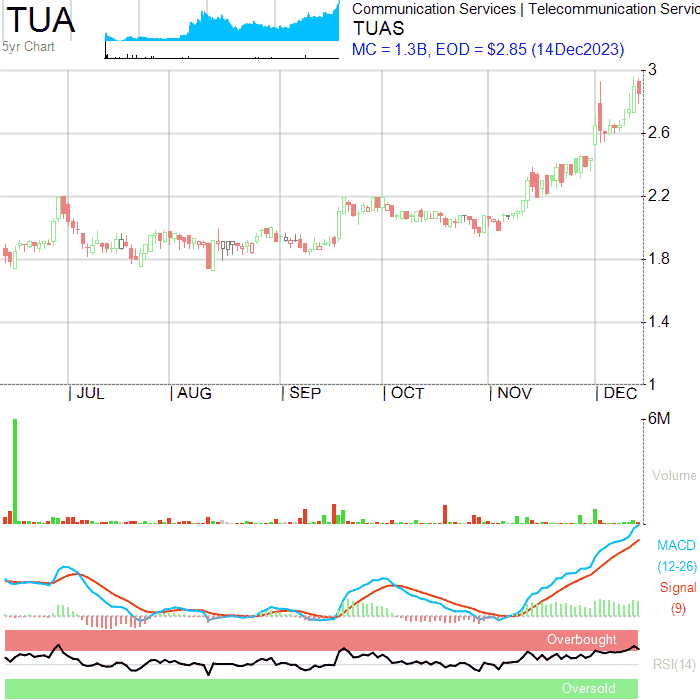 TUA
5yr Chart
Communication Services | Telecommunication Servic
TUAS
MC = 1.3B, EOD = $2.85 (14Dec2023)
3
2.6
2.2
1.8
1.4
1
JUL AUG SEP OCT NOV DEC
6M
Volume
MACD
(12-26)
Signal
(9)
Overbought
RSI(14)
Oversold